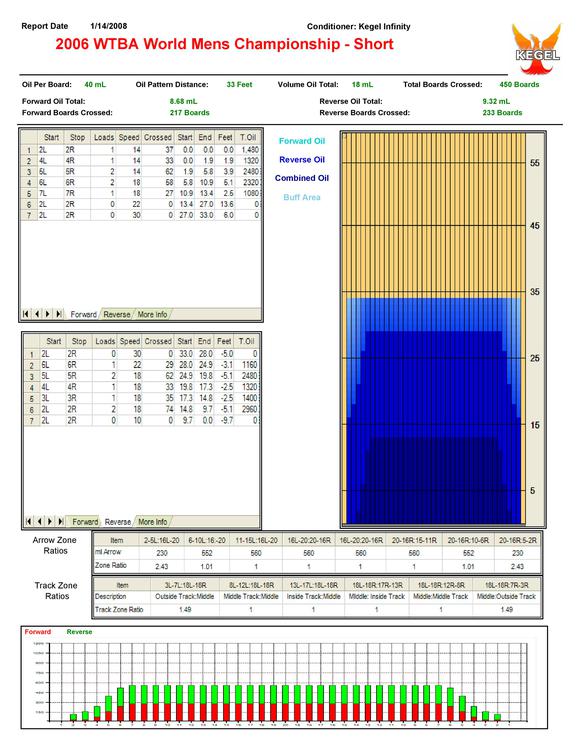 Report Date 1/14/2008 Conditioner: Kegel Infinity
2006 WTBA World Mens Championship - Short
KEGEL
Oil Per Board: 40 mL Oil Pattern Distance: 33 Feet Volume Oil Total: 18 mL Total Boards Crossed: 450 Boards
Forward Oil Total: 8.68 mL Reverse Oil Total: 9.32 mL
Forward Boards Crossed: 217 Boards Reverse Boards Crossed: 233 Boards
Start Stop Loads Speed Crossed Start End Feet T.Oil
1 2L 2R 1 14 37 0.0 0.0 0.0 1,480
2 4L 4R 1 14 33 0.0 1.9 1.9 1320
3 5L 5R 2 14 62 1.9 5.8 3.9 2480
4 6L 6R 2 18 58 5.8 10.9 5.1 2320
5 7L 7R 1 18 27 10.9 13.4 2.5 1080
6 2L 2R 0 22 0 13.4 27.0 13.6 0
7 2L 2R 0 30 0 27.0 33.0 6.0 0
Forward Reverse More Info
Forward Oil
Reverse Oil
Combined Oil
Buff Area
55
45
35
25
15
5
Start Stop Loads Speed Crossed Start End Feet T.Oil
1 2L 2R 0 30 0 33.0 28.0 -5.0 0
2 6L 6R 1 22 29 28.0 24.9 -3.1 1160
3 5L 5R 2 18 62 24.9 19.8 -5.1 2480
4 4L 4R 1 18 33 19.8 17.3 -2.5 1320
5 3L 3R 1 18 35 17.3 14.8 -2.5 1400
6 2L 2R 2 18 74 14.8 9.7 -5.1 2960
7 2L 2R 0 10 0 9.7 0.0 -9.7 0
Forward Reverse More Info
Arrow Zone Ratios
Item 2-5L:16L-20 6-10L:16-20 11-15L:16L-20 16L-20:20-16R 16L-20:20-16R 20-16R:15-11R 20-16R:10-6R 20-16R:5-2R
ml Arrow 230 552 560 560 560 560 552 230
Zone Ratio 2.43 1.01 1 1 1 1 1.01 2.43
Track Zone Ratios
Item 3L-7L:18L-18R 8L-12L:18L-18R 13L-17L:18L-18R 18L-18R:17R-13R 18L-18R:12R-8R 18L-18R:7R-3R
Description Outside Track:Middle Middle Track:Middle Inside Track:Middle Middle: Inside Track Middle:Middle Track Middle:Outside Track
Track Zone Ratio 1.49 1 1 1 1 1.49
Forward Reverse